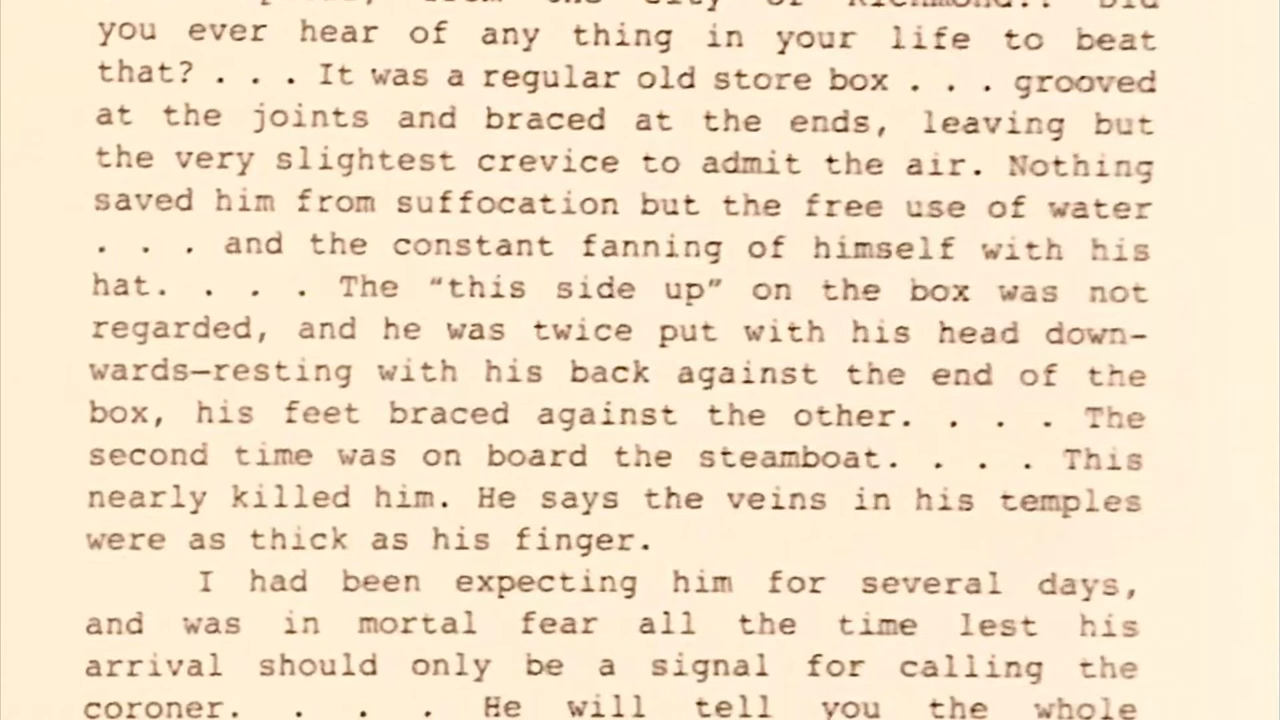 the city of Richmond!! Did
you ever hear of any thing in your life to beat
that? . . . It was a regular old store box . . . grooved
at the joints and braced at the ends, leaving but
the very slightest crevice to admit the air. Nothing
saved him from suffocation but the free use of water
. . . and the constant fanning of himself with his
hat. . . . The “this side up” on the box was not
regarded, and he was twice put with his head down-
wards—resting with his back against the end of the
box, his feet braced against the other. . . . The
second time was on board the steamboat. . . . This
nearly killed him. He says the veins in his temples
were as thick as his finger.
I had been expecting him for several days,
and was in mortal fear all the time lest his
arrival should only be a signal for calling the
coroner. . . . He will tell you the whole